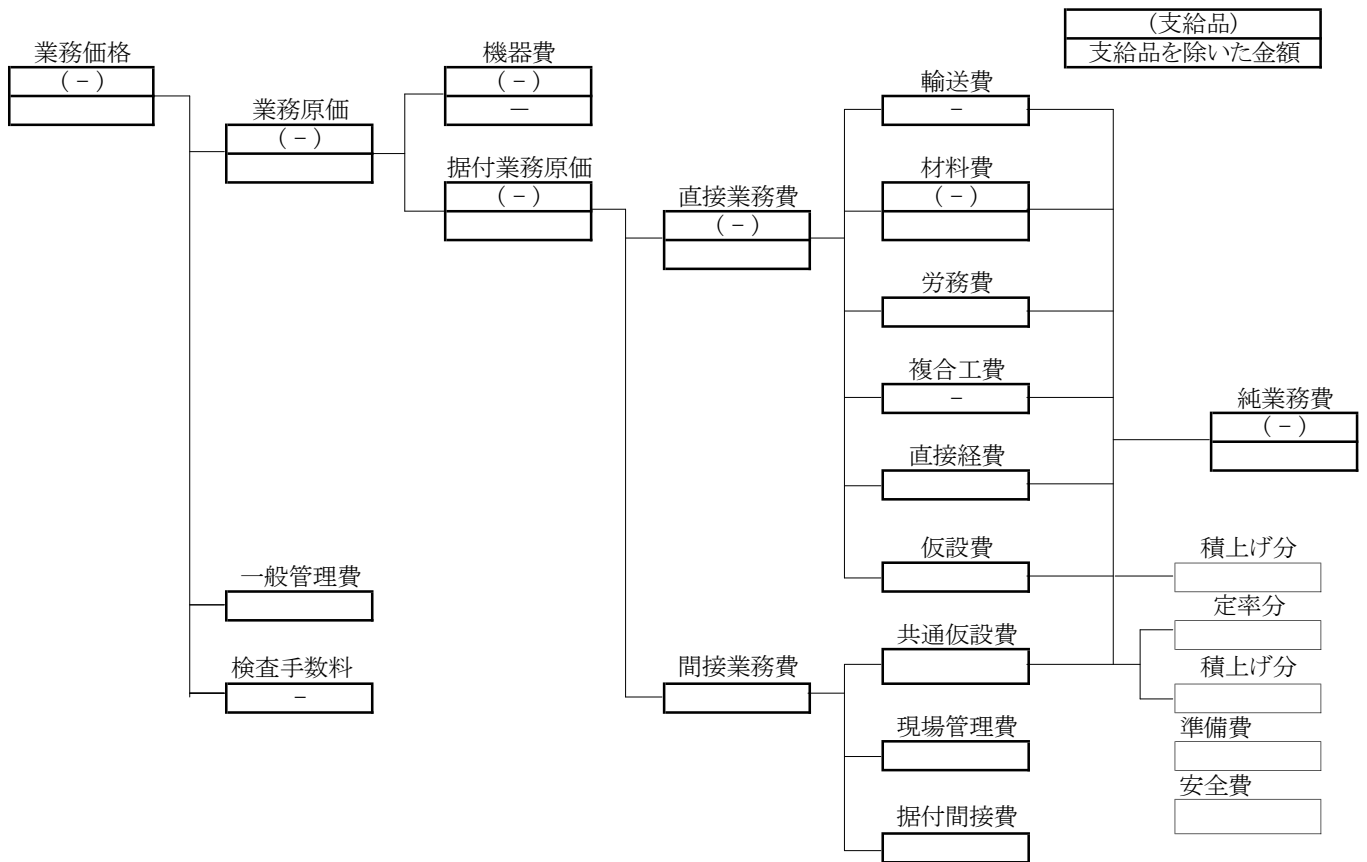 (支給品)
支給品を除いた金額
業務価格
(－)
業務原価
(－)
機器費
(－)
－
据付業務原価
(－)
直接業務費
(－)
輸送費
－
材料費
(－)
労務費
複合工費
－
直接経費
仮設費
純業務費
(－)
積上げ分
定率分
積上げ分
準備費
安全費
一般管理費
検査手数料
－
間接業務費
共通仮設費
現場管理費
据付間接費